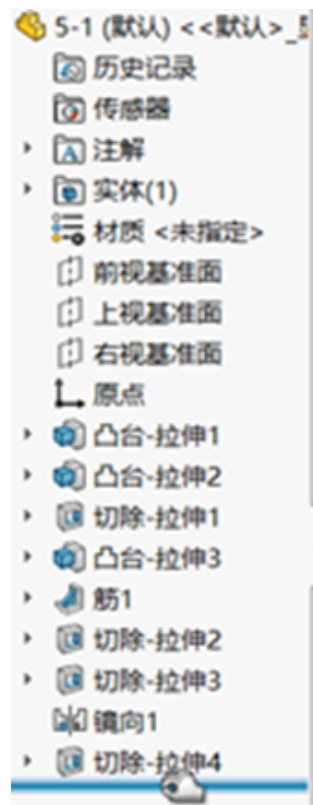 5-1 (默认) <<默认>_
历史记录
传感器
注解
实体(1)
材质 <未指定>
前视基准面
上视基准面
右视基准面
原点
凸台-拉伸1
凸台-拉伸2
切除-拉伸1
凸台-拉伸3
筋1
切除-拉伸2
切除-拉伸3
镜向1
切除-拉伸4